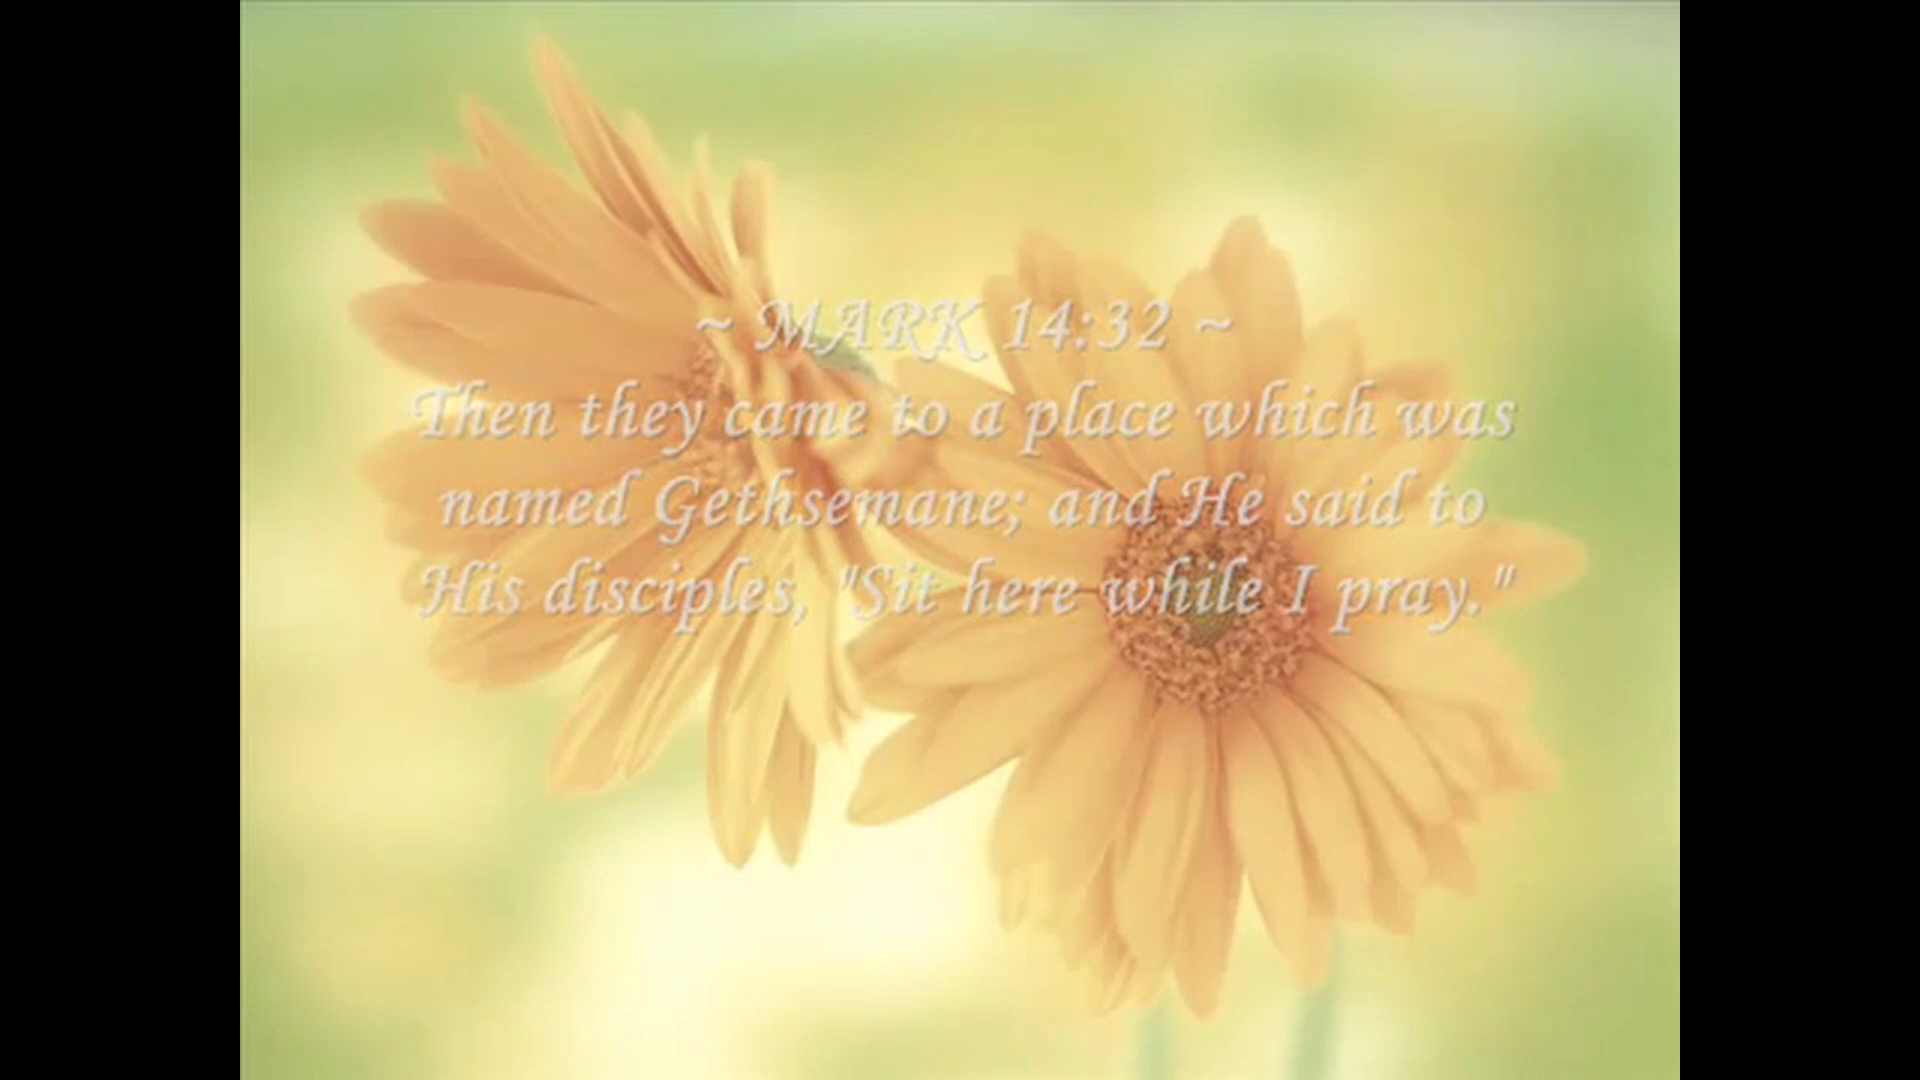 ~ MARK 14:32 ~
Then they came to a place which was
named Gethsemane; and He said to
His disciples, "Sit here while I pray."